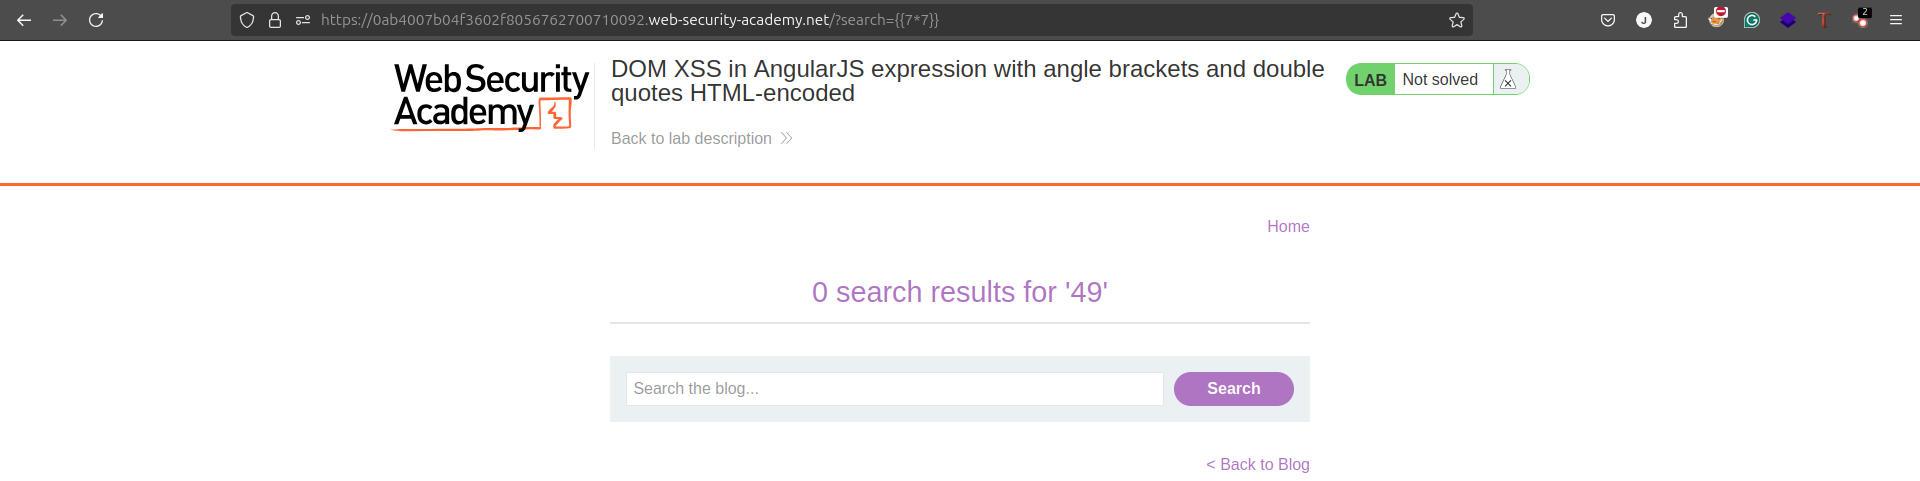 https://0ab4007b04f3602f8056762700710092.web-security-academy.net/?search={{7*7}}
J
2
Web Security
Academy
DOM XSS in AngularJS expression with angle brackets and double
quotes HTML-encoded
LAB Not solved
Back to lab description
Home
0 search results for '49'
Search the blog...
Search
< Back to Blog